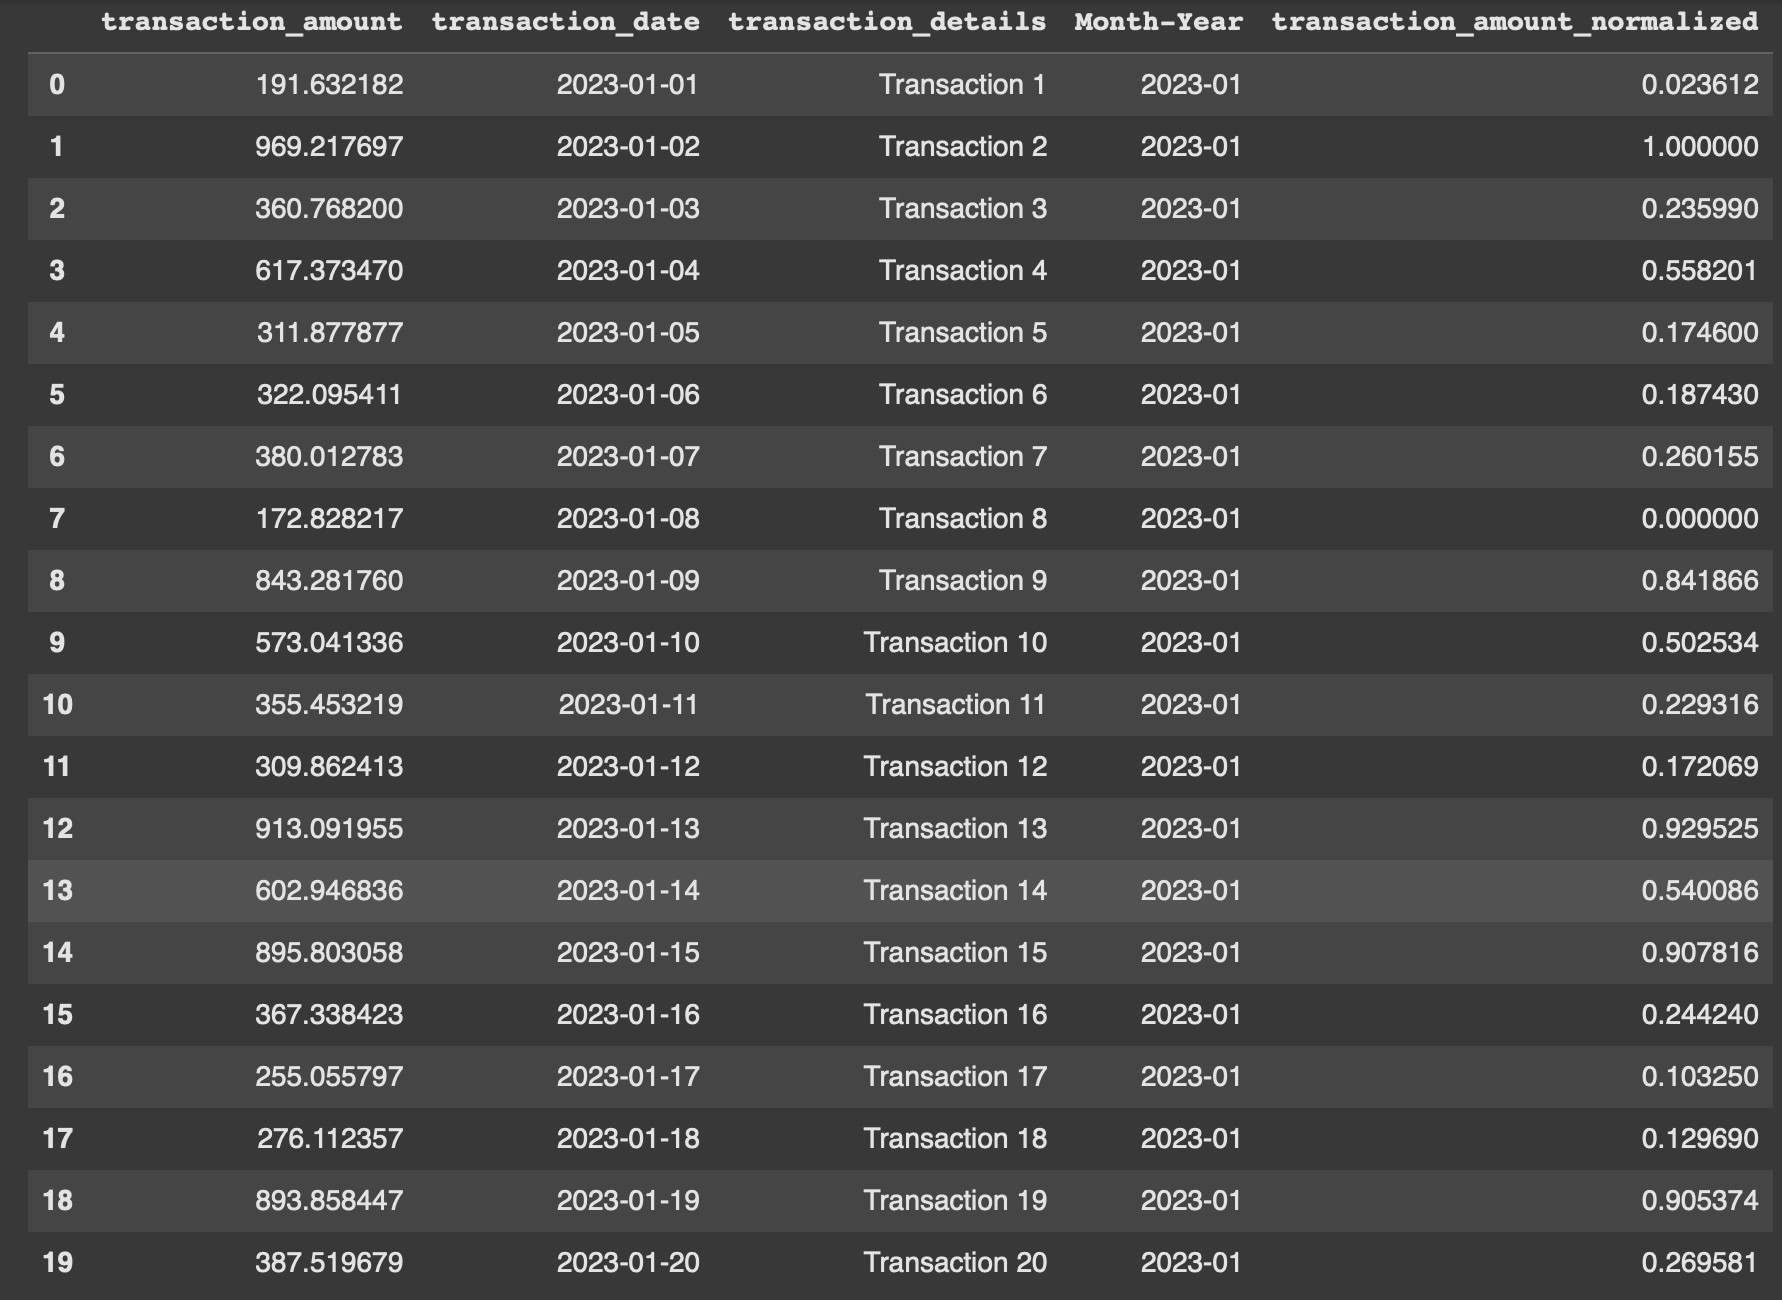 transaction_amount transaction_date transaction_details Month-Year transaction_amount_normalized
0 191.632182 2023-01-01 Transaction 1 2023-01 0.023612
1 969.217697 2023-01-02 Transaction 2 2023-01 1.000000
2 360.768200 2023-01-03 Transaction 3 2023-01 0.235990
3 617.373470 2023-01-04 Transaction 4 2023-01 0.558201
4 311.877877 2023-01-05 Transaction 5 2023-01 0.174600
5 322.095411 2023-01-06 Transaction 6 2023-01 0.187430
6 380.012783 2023-01-07 Transaction 7 2023-01 0.260155
7 172.828217 2023-01-08 Transaction 8 2023-01 0.000000
8 843.281760 2023-01-09 Transaction 9 2023-01 0.841866
9 573.041336 2023-01-10 Transaction 10 2023-01 0.502534
10 355.453219 2023-01-11 Transaction 11 2023-01 0.229316
11 309.862413 2023-01-12 Transaction 12 2023-01 0.172069
12 913.091955 2023-01-13 Transaction 13 2023-01 0.929525
13 602.946836 2023-01-14 Transaction 14 2023-01 0.540086
14 895.803058 2023-01-15 Transaction 15 2023-01 0.907816
15 367.338423 2023-01-16 Transaction 16 2023-01 0.244240
16 255.055797 2023-01-17 Transaction 17 2023-01 0.103250
17 276.112357 2023-01-18 Transaction 18 2023-01 0.129690
18 893.858447 2023-01-19 Transaction 19 2023-01 0.905374
19 387.519679 2023-01-20 Transaction 20 2023-01 0.269581